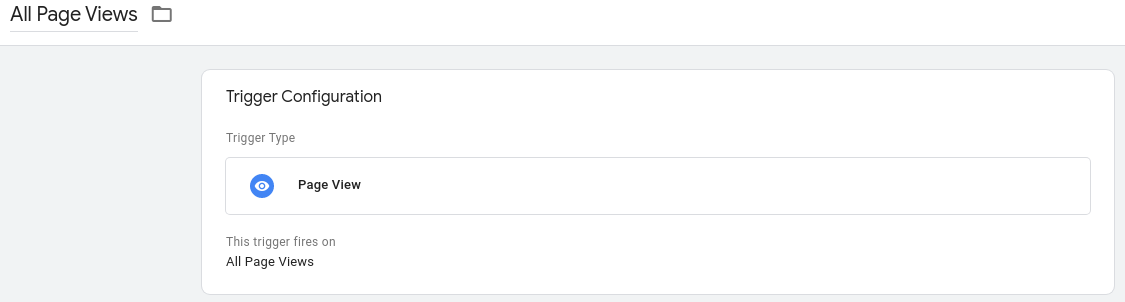 All Page Views
Trigger Configuration
Trigger Type
Page View
This trigger fires on
All Page Views